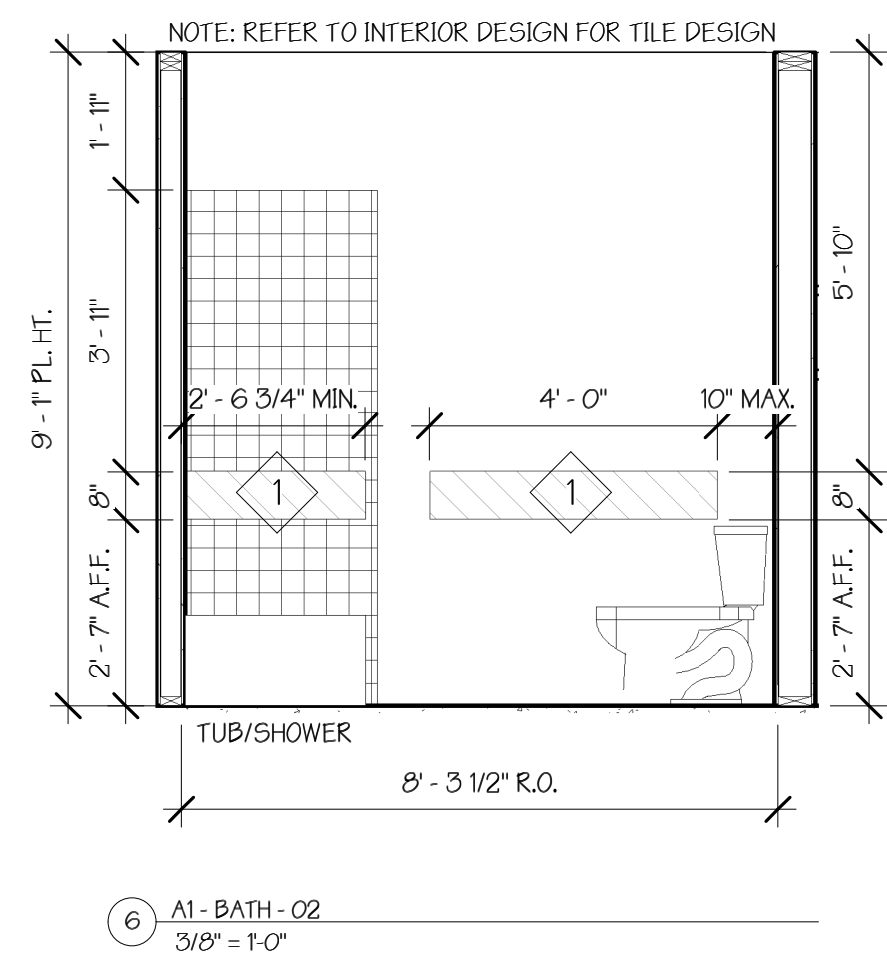 NOTE: REFER TO INTERIOR DESIGN FOR TILE DESIGN
1' - 11"
5' - 10"
3' - 11"
9' - 1" PL. HT.
2' - 6 3/4" MIN.
4' - 0"
10" MAX.
8"
1
1
8"
2' - 7" A.F.F.
2' - 7" A.F.F.
TUB/SHOWER
8' - 3 1/2" R.O.
6
A1 - BATH - 02
3/8" = 1'-0"